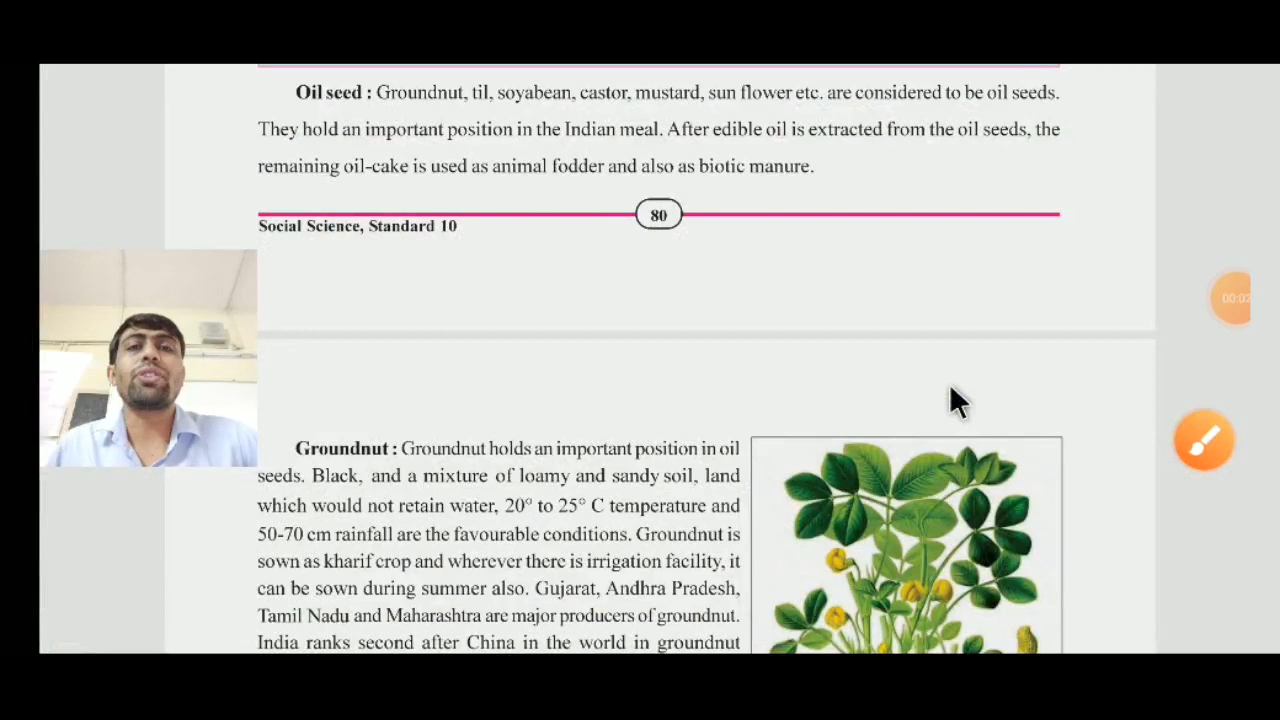 Oil seed : Groundnut, til, soyabean, castor, mustard, sun flower etc. are considered to be oil seeds.
They hold an important position in the Indian meal. After edible oil is extracted from the oil seeds, the
remaining oil-cake is used as animal fodder and also as biotic manure.
80
Social Science, Standard 10
Groundnut : Groundnut holds an important position in oil
seeds. Black, and a mixture of loamy and sandy soil, land
which would not retain water, 20° to 25° C temperature and
50-70 cm rainfall are the favourable conditions. Groundnut is
sown as kharif crop and wherever there is irrigation facility, it
can be sown during summer also. Gujarat, Andhra Pradesh,
Tamil Nadu and Maharashtra are major producers of groundnut.
India ranks second after China in the world in groundnut
00:02